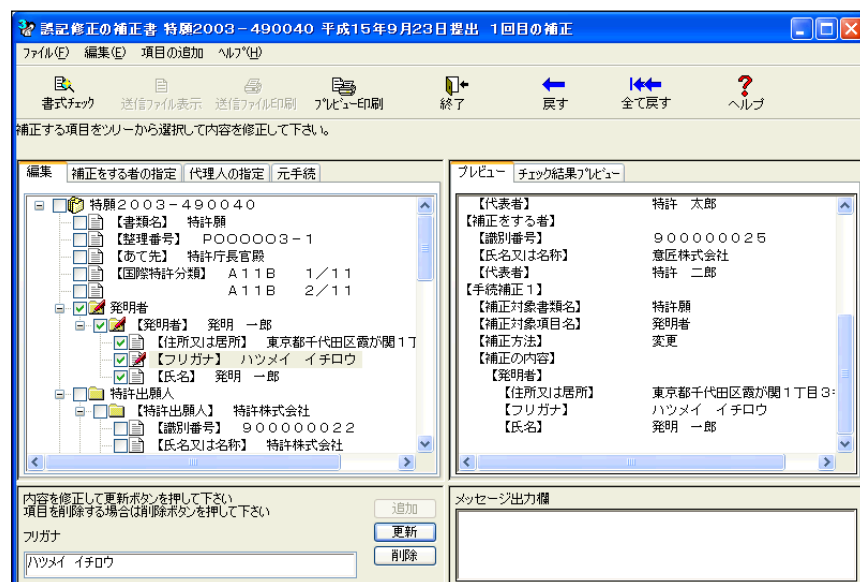 誤記修正の補正書 特願2003-490040 平成15年9月23日提出 1回目の補正
ファイル(F) 編集(E) 項目の追加 ヘルプ(H)
書式チェック 送信ファイル表示 送信ファイル印刷 プレビュー印刷 終了 戻す 全て戻す ヘルプ
補正する項目をツリーから選択して内容を修正して下さい。
編集 補正をする者の指定 代理人の指定 元手続
特願2003-490040
【書類名】 特許願
【整理番号】 P000003-1
【あて先】 特許庁長官殿
【国際特許分類】 A11B 1/11
A11B 2/11
発明者
【発明者】 発明 一郎
【住所又は居所】 東京都千代田区霞が関1丁
【フリガナ】 ハツメイ イチロウ
【氏名】 発明 一郎
特許出願人
【特許出願人】 特許株式会社
【識別番号】 900000022
【氏名又は名称】 特許株式会社
プレビュー チェック結果プレビュー
【代表者】 特許 太郎
【補正をする者】
【識別番号】 900000025
【氏名又は名称】 意匠株式会社
【代表者】 特許 二郎
【手続補正1】
【補正対象書類名】 特許願
【補正対象項目名】 発明者
【補正方法】 変更
【補正の内容】
【発明者】
【住所又は居所】 東京都千代田区霞が関1丁目3
【フリガナ】 ハツメイ イチロウ
【氏名】 発明 一郎
内容を修正して更新ボタンを押して下さい
項目を削除する場合は削除ボタンを押して下さい
追加
フリガナ
更新
ハツメイ イチロウ
削除
メッセージ出力欄